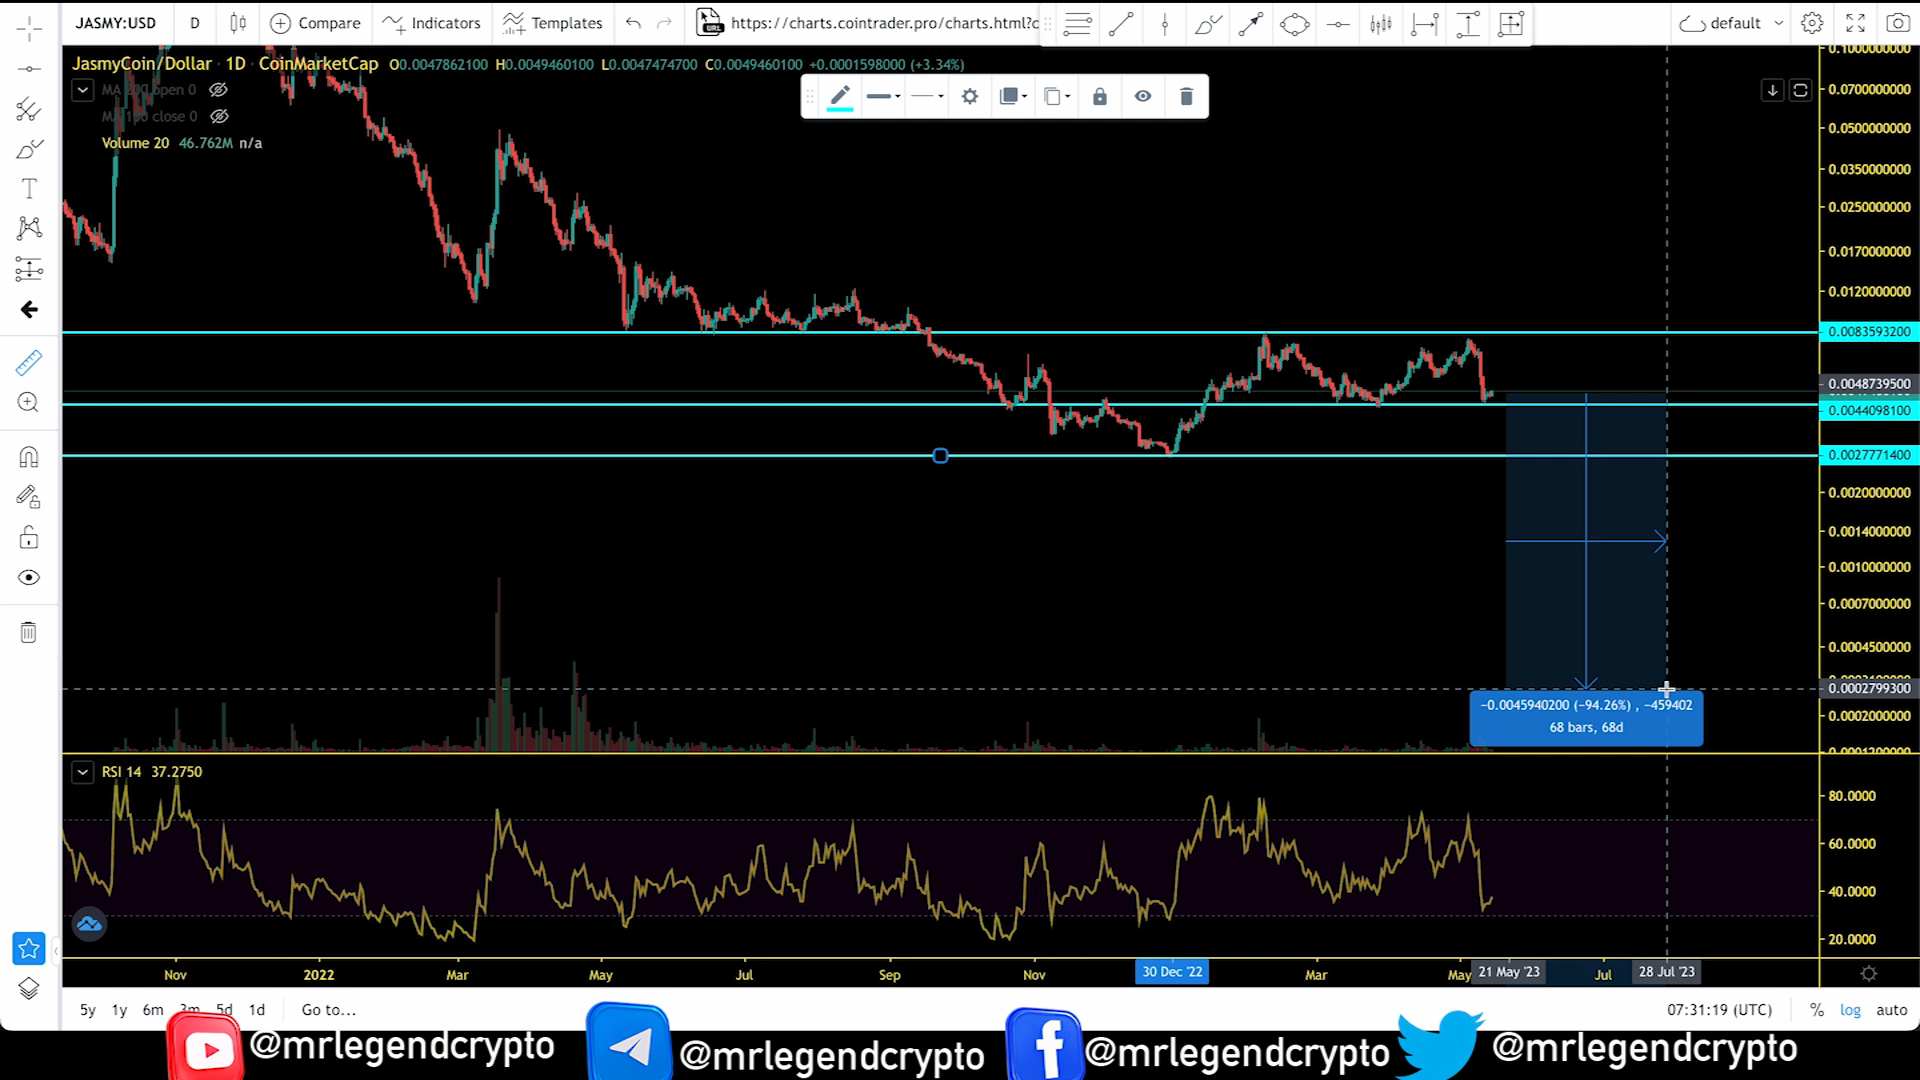 JASMY:USD D Compare Indicators Templates https://charts.cointrader.pro/charts.html?c default
JasmyCoin/Dollar · 1D · CoinMarketCap O0.0047862100 H0.0049460100 L0.0047474700 C0.0049460100 +0.0001598000 (+3.34%)
close 0
Volume 20 46.762M n/a
0.1000000000
0.0700000000
0.0500000000
0.0350000000
0.0250000000
0.0170000000
0.0120000000
0.0083593200
0.0048739500
0.0044098100
0.0027771400
0.0020000000
0.0014000000
0.0010000000
0.0007000000
0.0004500000
0.0002799300
0.0002000000
−0.0045940200 (−94.26%) , −459402
68 bars, 68d
RSI 14 37.2750
80.0000
60.0000
40.0000
20.0000
Nov 2022 Mar May Jul Sep Nov 30 Dec '22 Mar May 21 May '23 Jul 28 Jul '23
5y 1y 6m 3m 5d 1d Go to... 07:31:19 (UTC) % log auto
@mrlegendcrypto @mrlegendcrypto @mrlegendcrypto @mrlegendcrypto